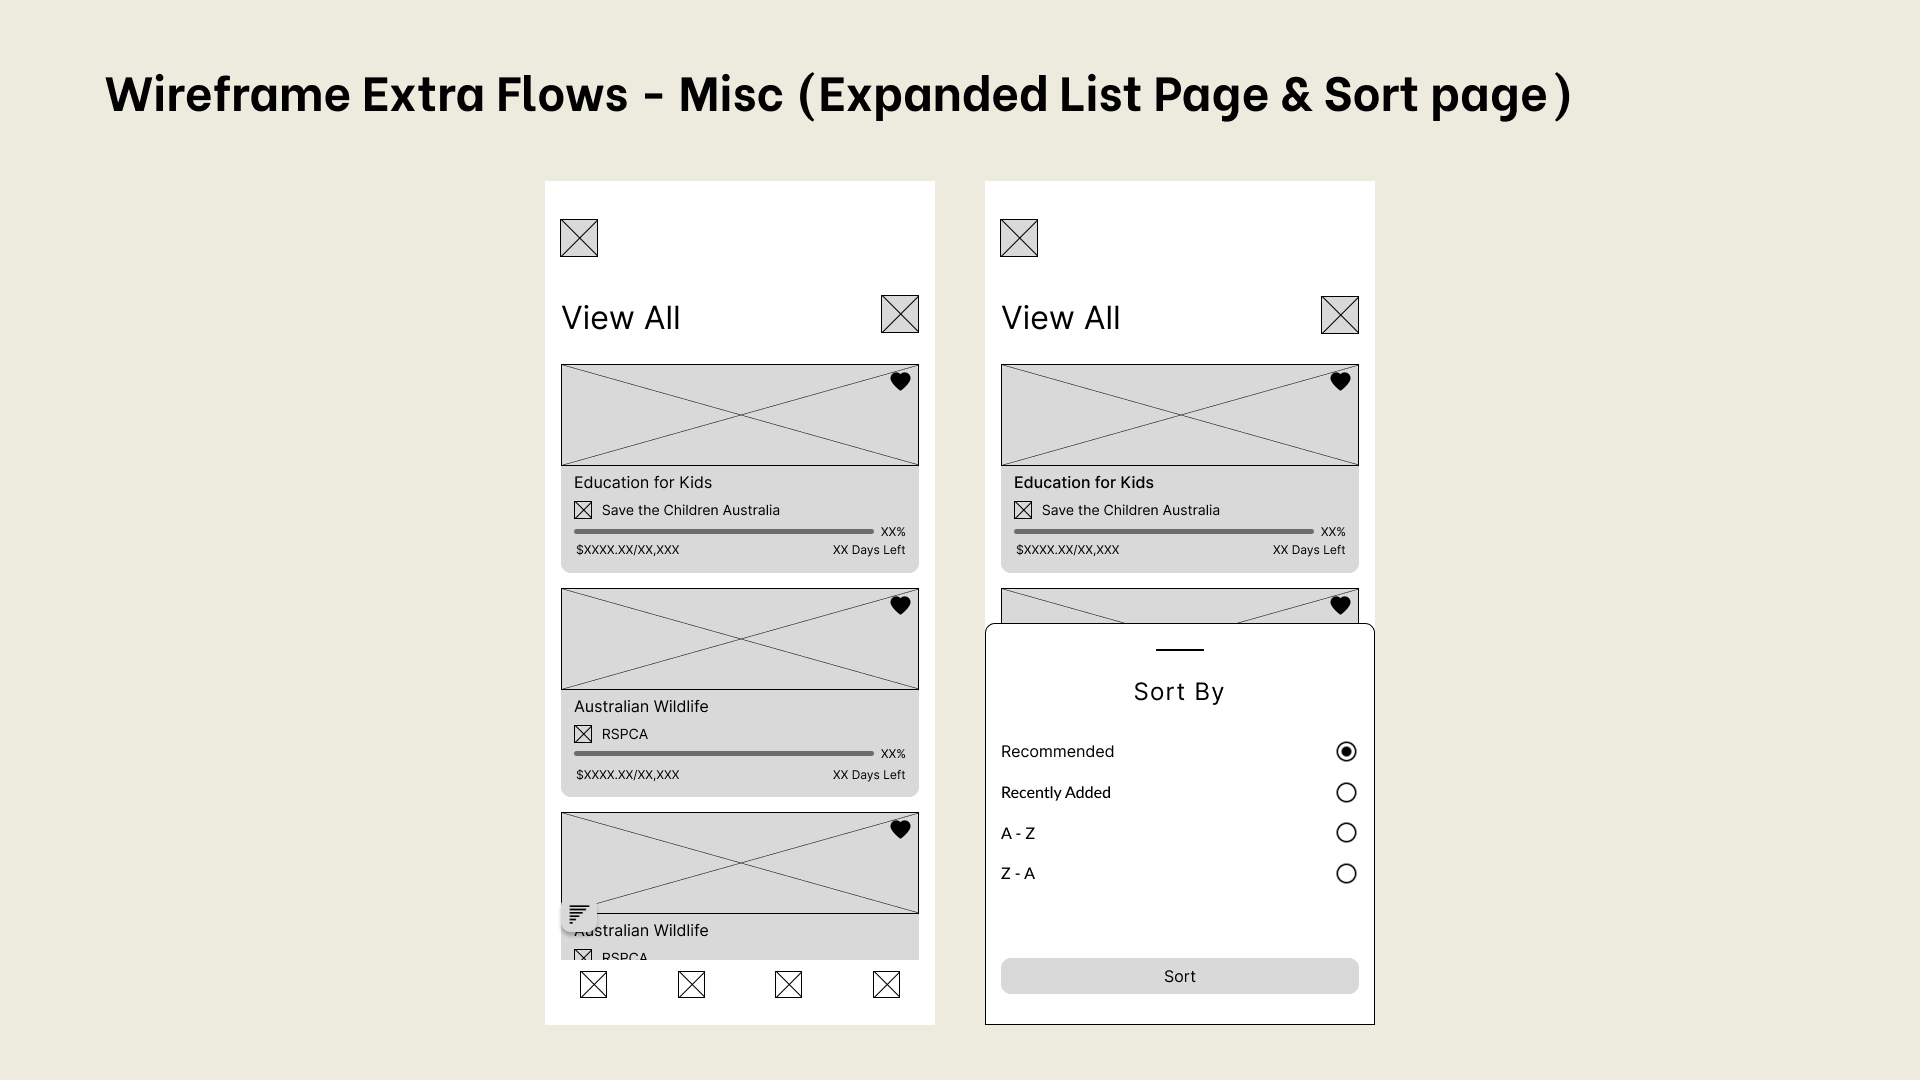 Wireframe Extra Flows - Misc (Expanded List Page & Sort page)
View All
Education for Kids
Save the Children Australia
XX%
$XXXX.XX/XX,XXX
XX Days Left
Australian Wildlife
RSPCA
XX%
$XXXX.XX/XX,XXX
XX Days Left
Australian Wildlife
RSPCA
View All
Education for Kids
Save the Children Australia
XX%
$XXXX.XX/XX,XXX
XX Days Left
Sort By
Recommended
Recently Added
A - Z
Z - A
Sort